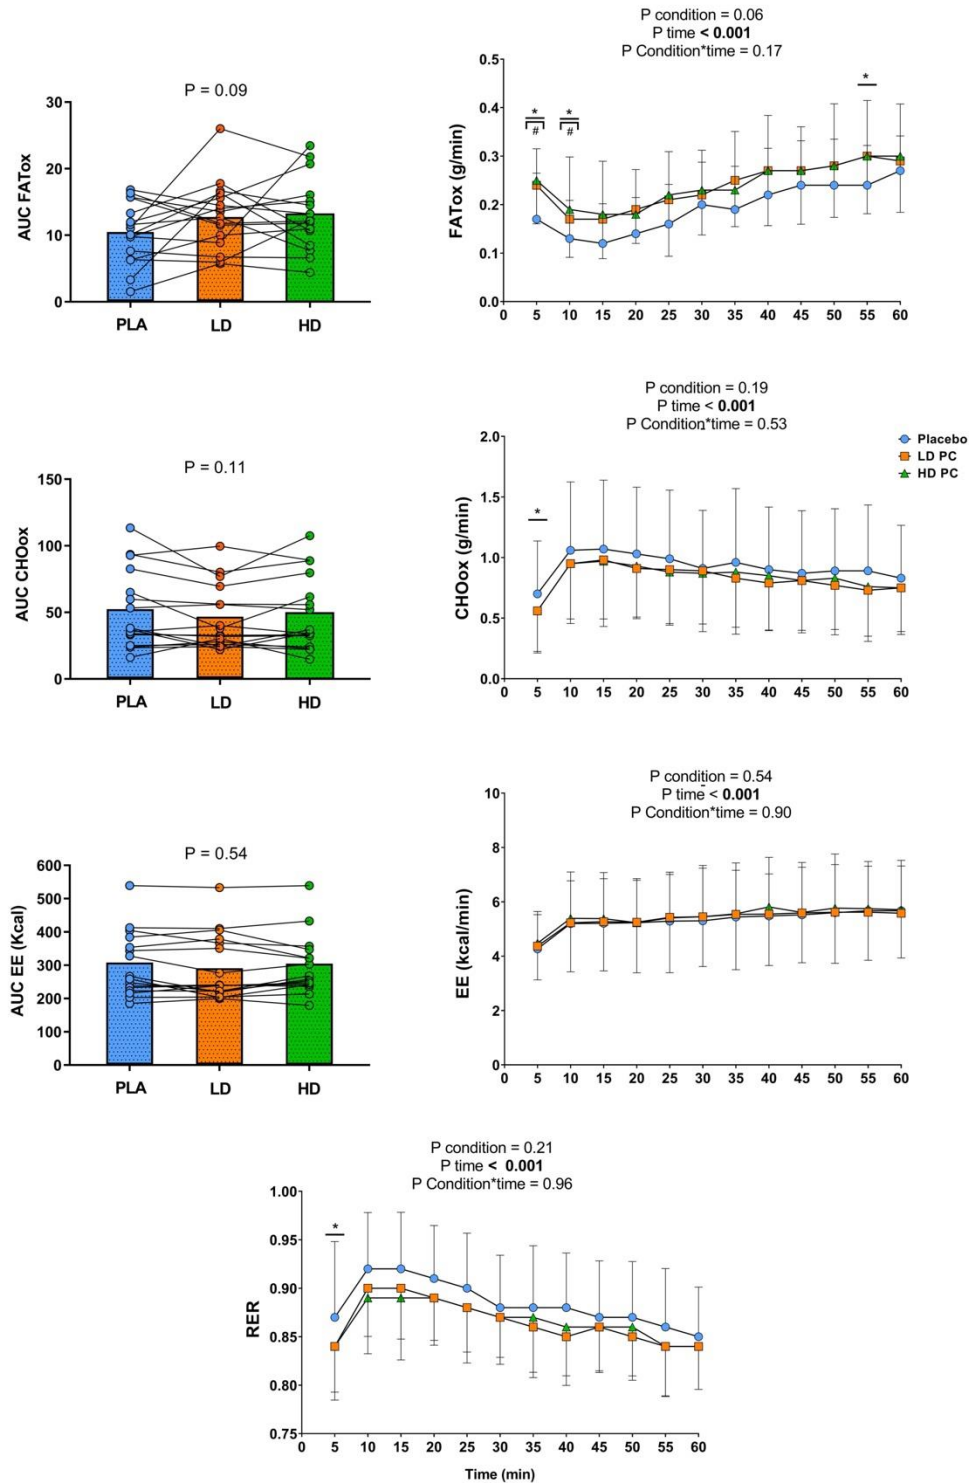 P condition = 0.06
P time < 0.001
P Condition*time = 0.17
P = 0.09
AUC FATox
30
20
10
0
PLA LD HD
FATox (g/min)
0.5
0.4
0.3
0.2
0.1
0.0
* * *
# #
0 5 10 15 20 25 30 35 40 45 50 55 60
P condition = 0.19
P time < 0.001
P Condition*time = 0.53
P = 0.11
AUC CHOox
150
100
50
0
PLA LD HD
CHOox (g/min)
2.0
1.5
1.0
0.5
0.0
*
0 5 10 15 20 25 30 35 40 45 50 55 60
Placebo
LD PC
HD PC
P condition = 0.54
P time < 0.001
P Condition*time = 0.90
P = 0.54
AUC EE (Kcal)
600
500
400
300
200
100
0
PLA LD HD
EE (kcal/min)
10
8
6
4
2
0
0 5 10 15 20 25 30 35 40 45 50 55 60
P condition = 0.21
P time < 0.001
P Condition*time = 0.96
RER
1.00
0.95
0.90
0.85
0.80
0.75
*
0 5 10 15 20 25 30 35 40 45 50 55 60
Time (min)